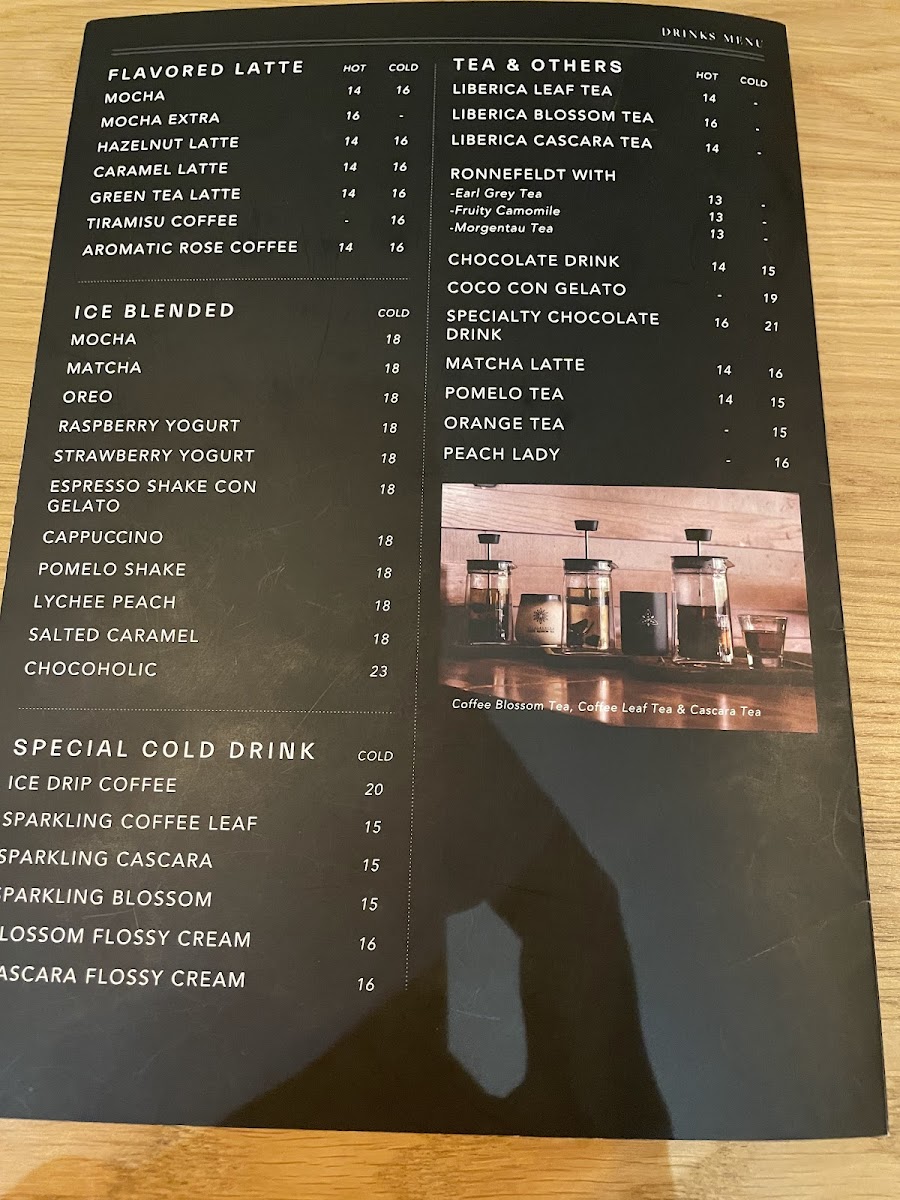 DRINKS MENU
FLAVORED LATTE HOT COLD
MOCHA 14 16
MOCHA EXTRA 16 -
HAZELNUT LATTE 14 16
CARAMEL LATTE 14 16
GREEN TEA LATTE 14 16
TIRAMISU COFFEE - 16
AROMATIC ROSE COFFEE 14 16
ICE BLENDED COLD
MOCHA 18
MATCHA 18
OREO 18
RASPBERRY YOGURT 18
STRAWBERRY YOGURT 18
ESPRESSO SHAKE CON 18
GELATO
CAPPUCCINO 18
POMELO SHAKE 18
LYCHEE PEACH 18
SALTED CARAMEL 18
CHOCOHOLIC 23
SPECIAL COLD DRINK COLD
ICE DRIP COFFEE 20
SPARKLING COFFEE LEAF 15
SPARKLING CASCARA 15
SPARKLING BLOSSOM 15
LOSSOM FLOSSY CREAM 16
ASCARA FLOSSY CREAM 16
TEA & OTHERS HOT COLD
LIBERICA LEAF TEA 14 -
LIBERICA BLOSSOM TEA 16 -
LIBERICA CASCARA TEA 14 -
RONNEFELDT WITH
-Earl Grey Tea 13 -
-Fruity Camomile 13 -
-Morgentau Tea 13 -
CHOCOLATE DRINK 14 15
COCO CON GELATO - 19
SPECIALTY CHOCOLATE 16 21
DRINK
MATCHA LATTE 14 16
POMELO TEA 14 15
ORANGE TEA - 15
PEACH LADY - 16
Coffee Blossom Tea, Coffee Leaf Tea & Cascara Tea